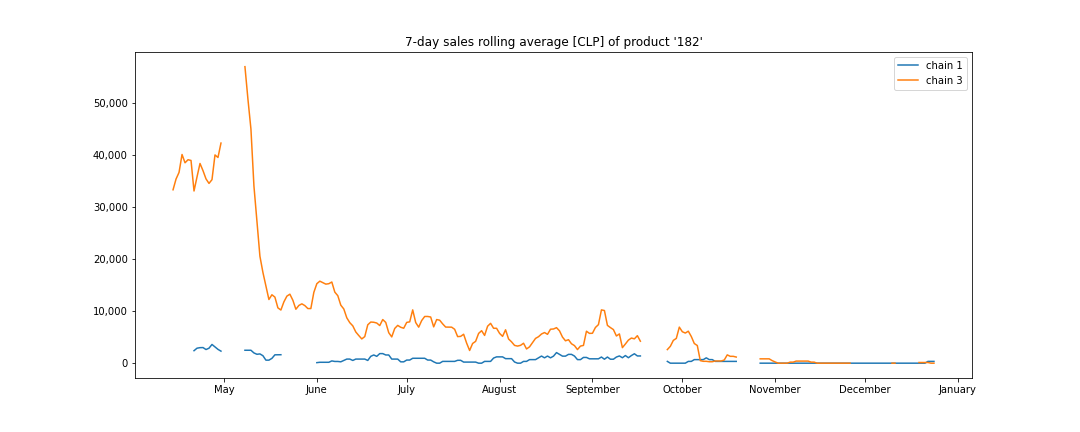 7-day sales rolling average [CLP] of product '182'
chain 1
chain 3
50,000
40,000
30,000
20,000
10,000
0
May June July August September October November December January